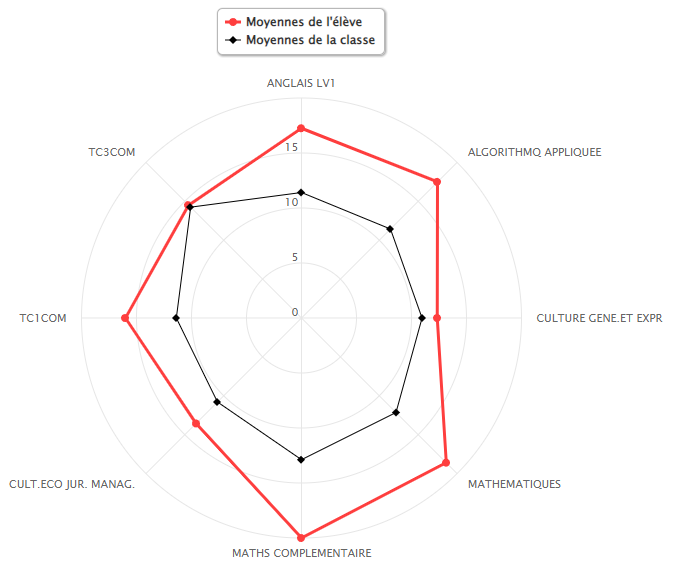 Moyennes de l'élève
Moyennes de la classe
ANGLAIS LV1
TC3COM
15
ALGORITHMQ APPLIQUEE
10
5
TC1COM
0
CULTURE GENE.ET EXPR
CULT.ECO JUR. MANAG.
MATHEMATIQUES
MATHS COMPLEMENTAIRE